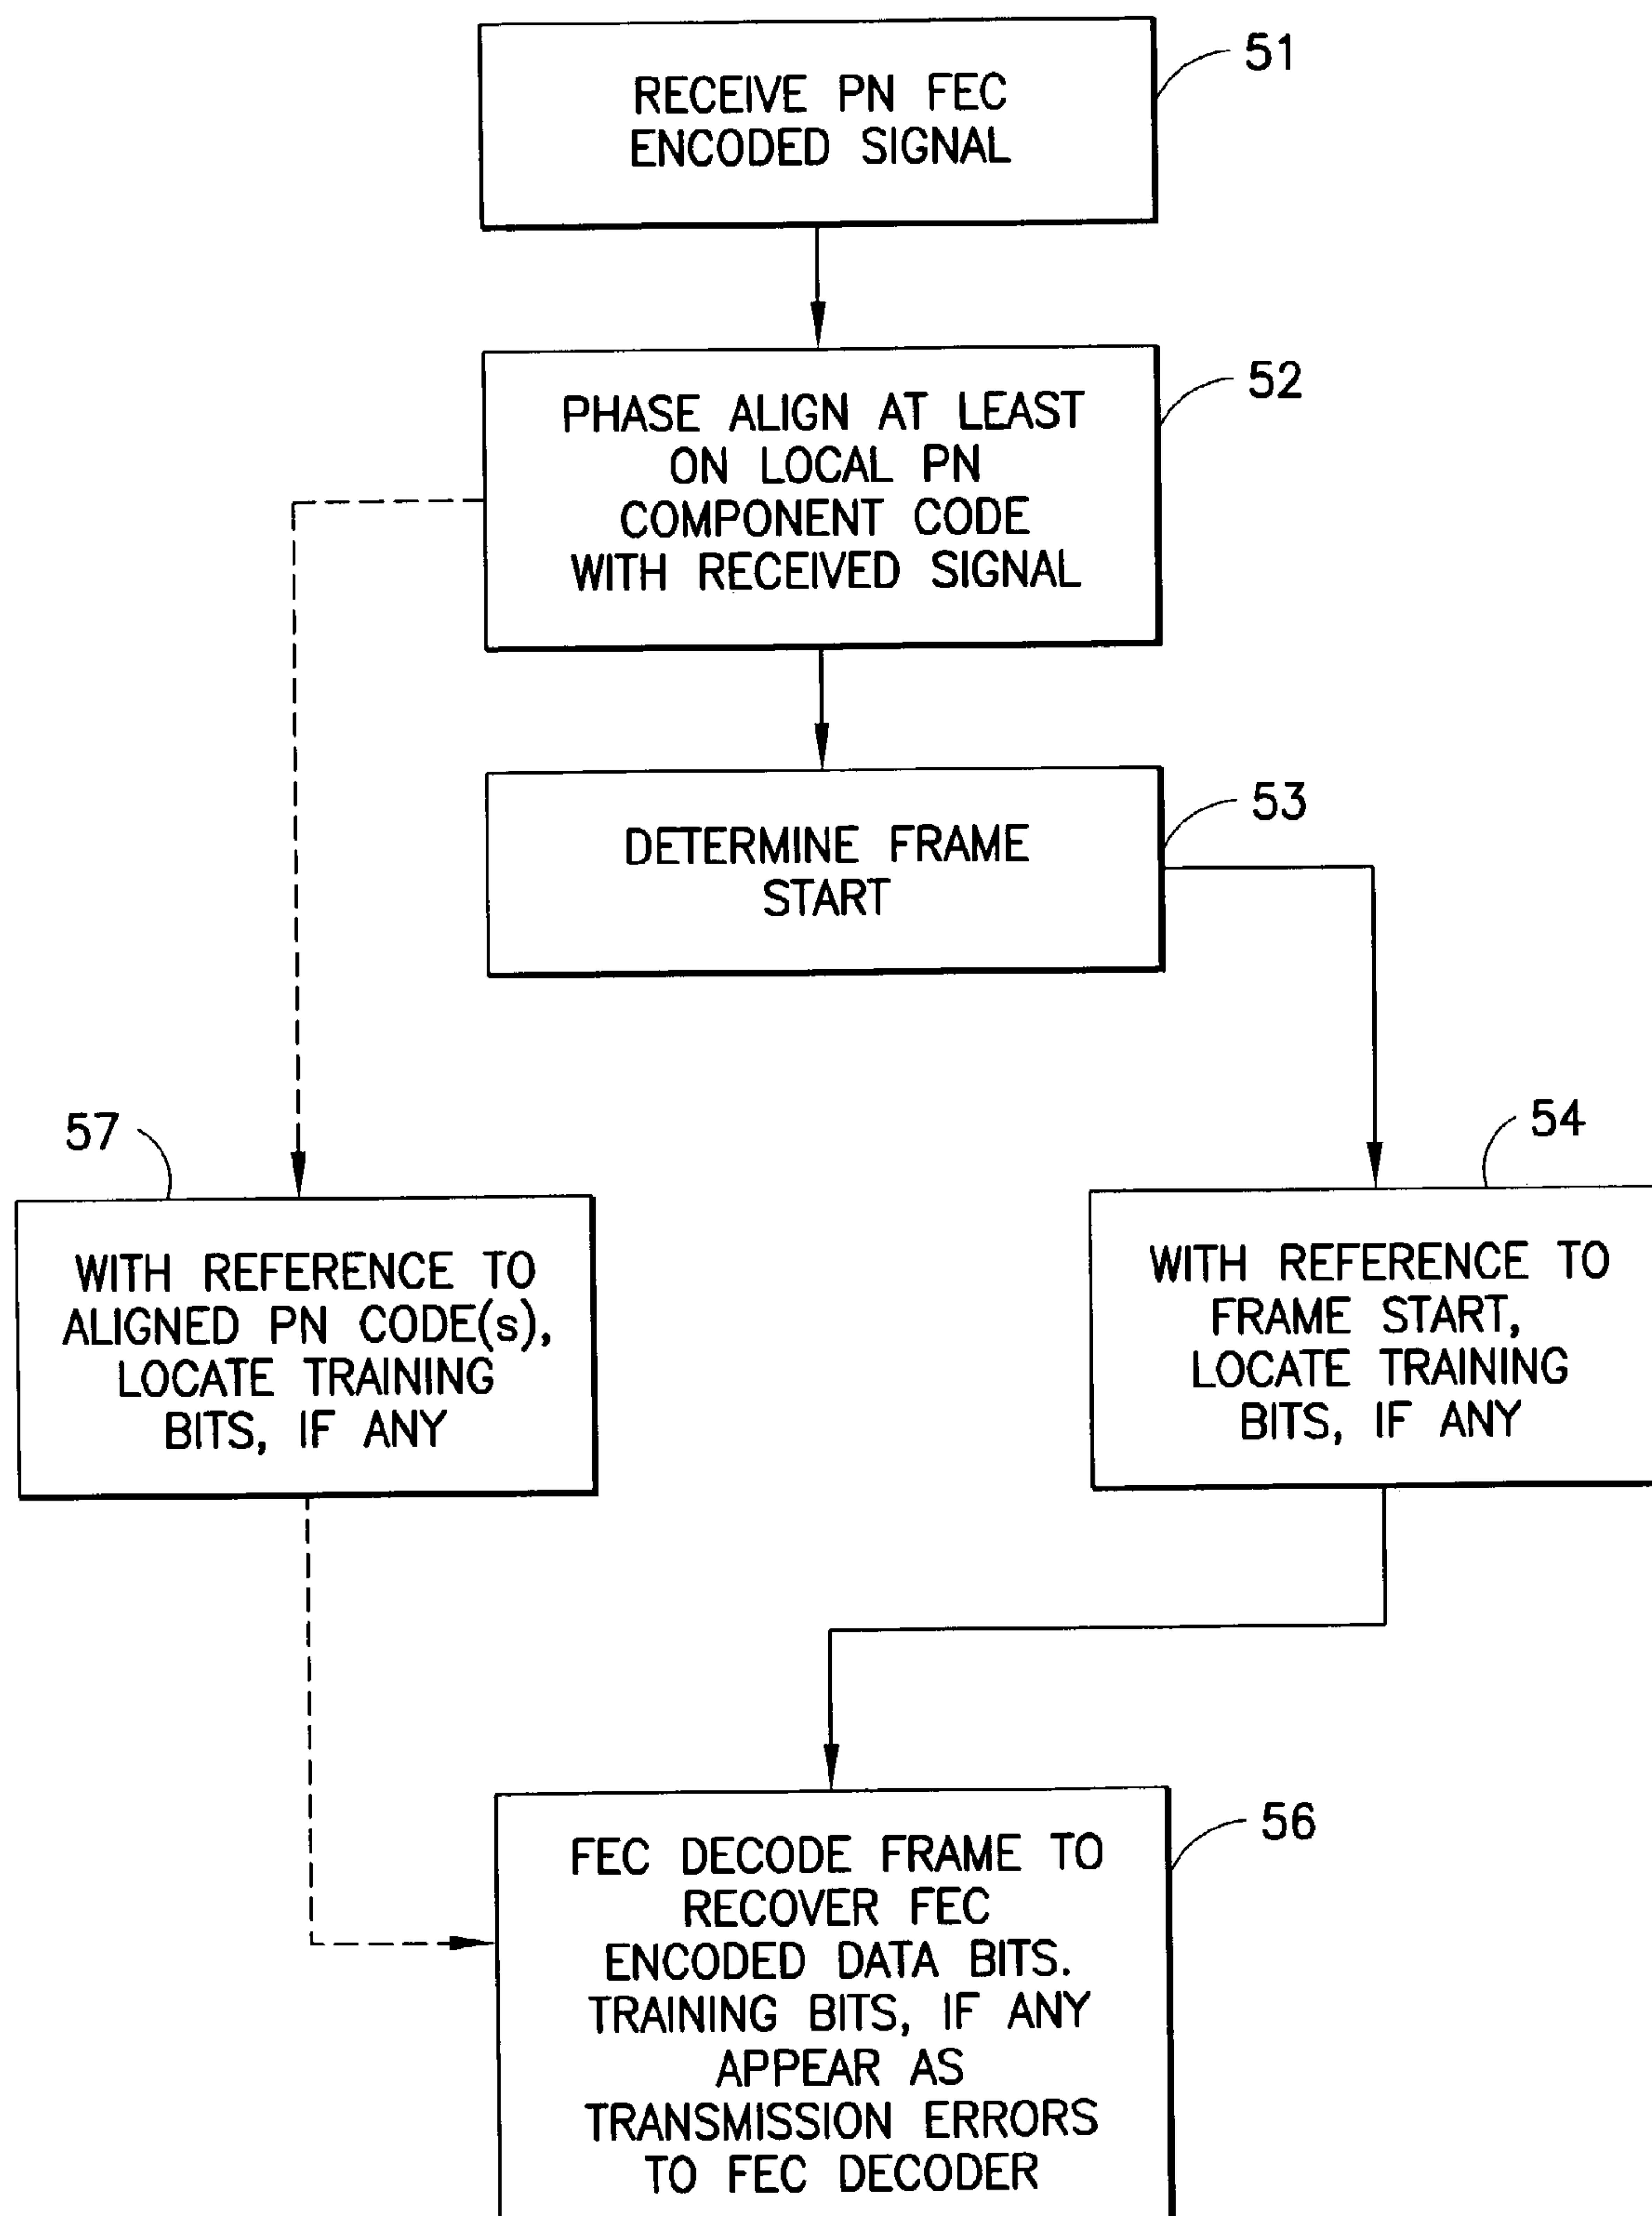 51
RECEIVE PN FEC
ENCODED SIGNAL
52
PHASE ALIGN AT LEAST
ON LOCAL PN
COMPONENT CODE
WITH RECEIVED SIGNAL
53
DETERMINE FRAME
START
57
WITH REFERENCE TO
ALIGNED PN CODE(s),
LOCATE TRAINING
BITS, IF ANY
54
WITH REFERENCE TO
FRAME START,
LOCATE TRAINING
BITS, IF ANY
56
FEC DECODE FRAME TO
RECOVER FEC
ENCODED DATA BITS.
TRAINING BITS, IF ANY
APPEAR AS
TRANSMISSION ERRORS
TO FEC DECODER